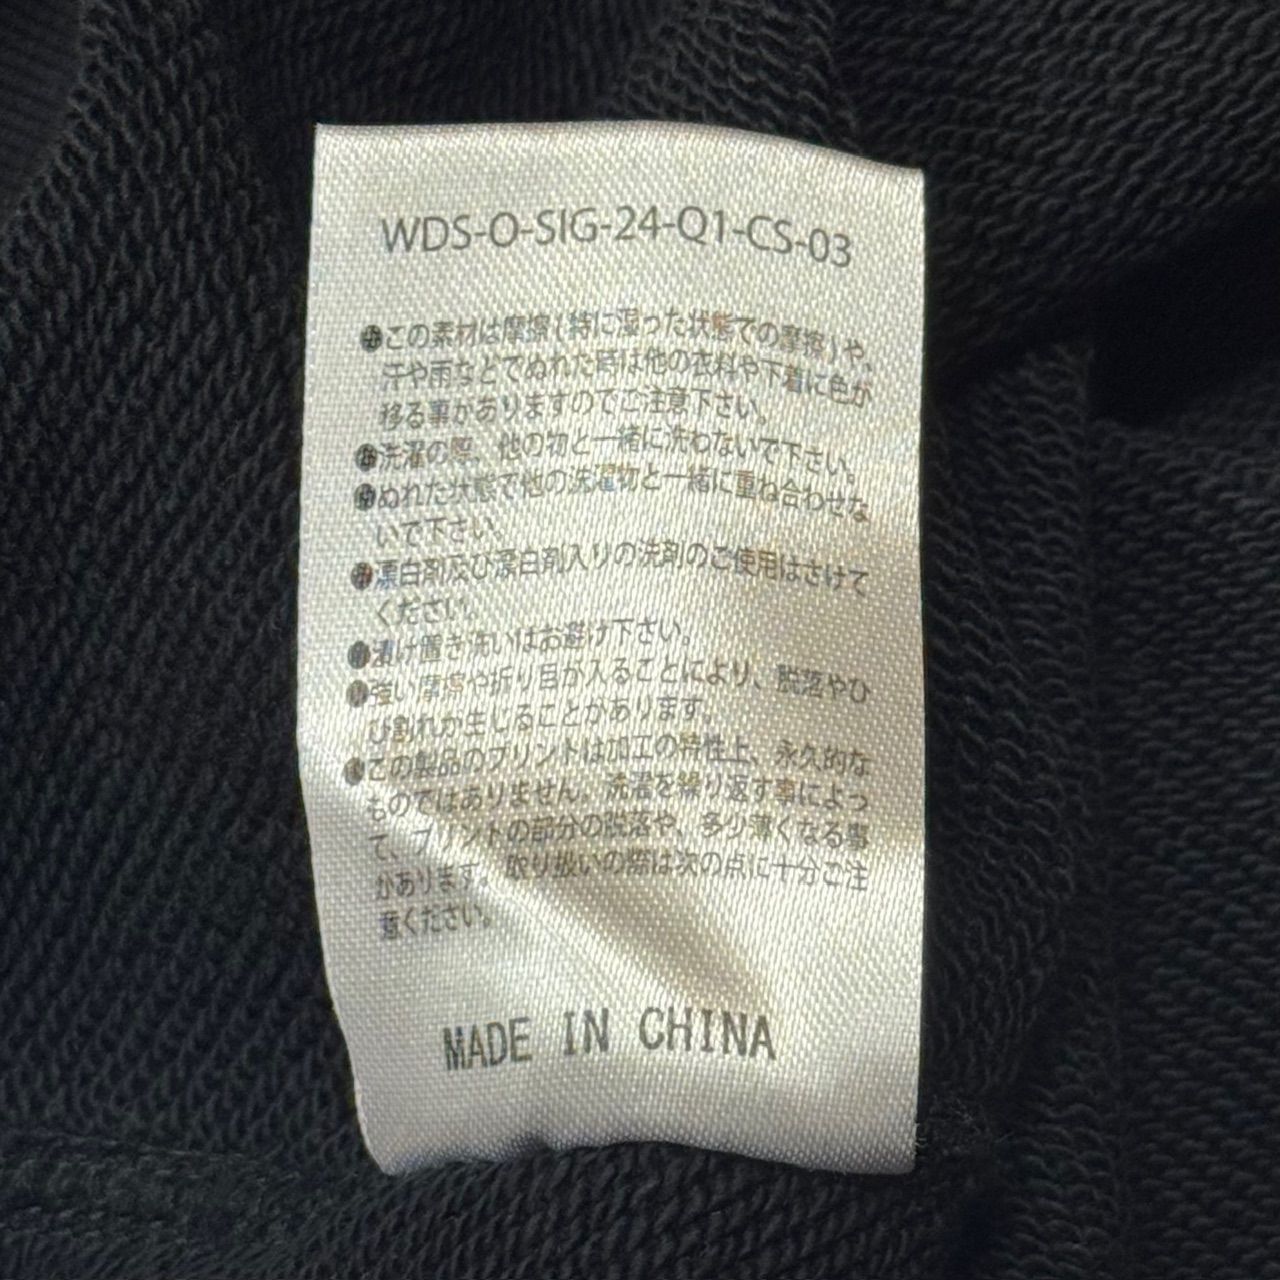 WDS-O-SIG-24-Q1-CS-03
●この素材は摩擦(特に湿った状態での摩擦)や、
汗や雨などでぬれた時は他の衣料や下着に色が
移る事がありますのでご注意下さい。
●洗濯の際、他の物と一緒に洗わないで下さい。
●ぬれた状態で他の洗濯物と一緒に重ね合わせな
いで下さい。
●漂白剤及び漂白剤入りの洗剤のご使用はさけて
ください。
●漬け置き洗いはお避け下さい。
●強い摩擦や折り目が入ることにより、脱落やひ
び割れが生じることがあります。
●この製品のプリントは加工の特性上、永久的な
ものではありません。洗濯を繰り返す事によっ
て、プリントの部分の脱落や、多少薄くなる事
があります。取り扱いの際は次の点に十分ご注
意ください。
MADE IN CHINA